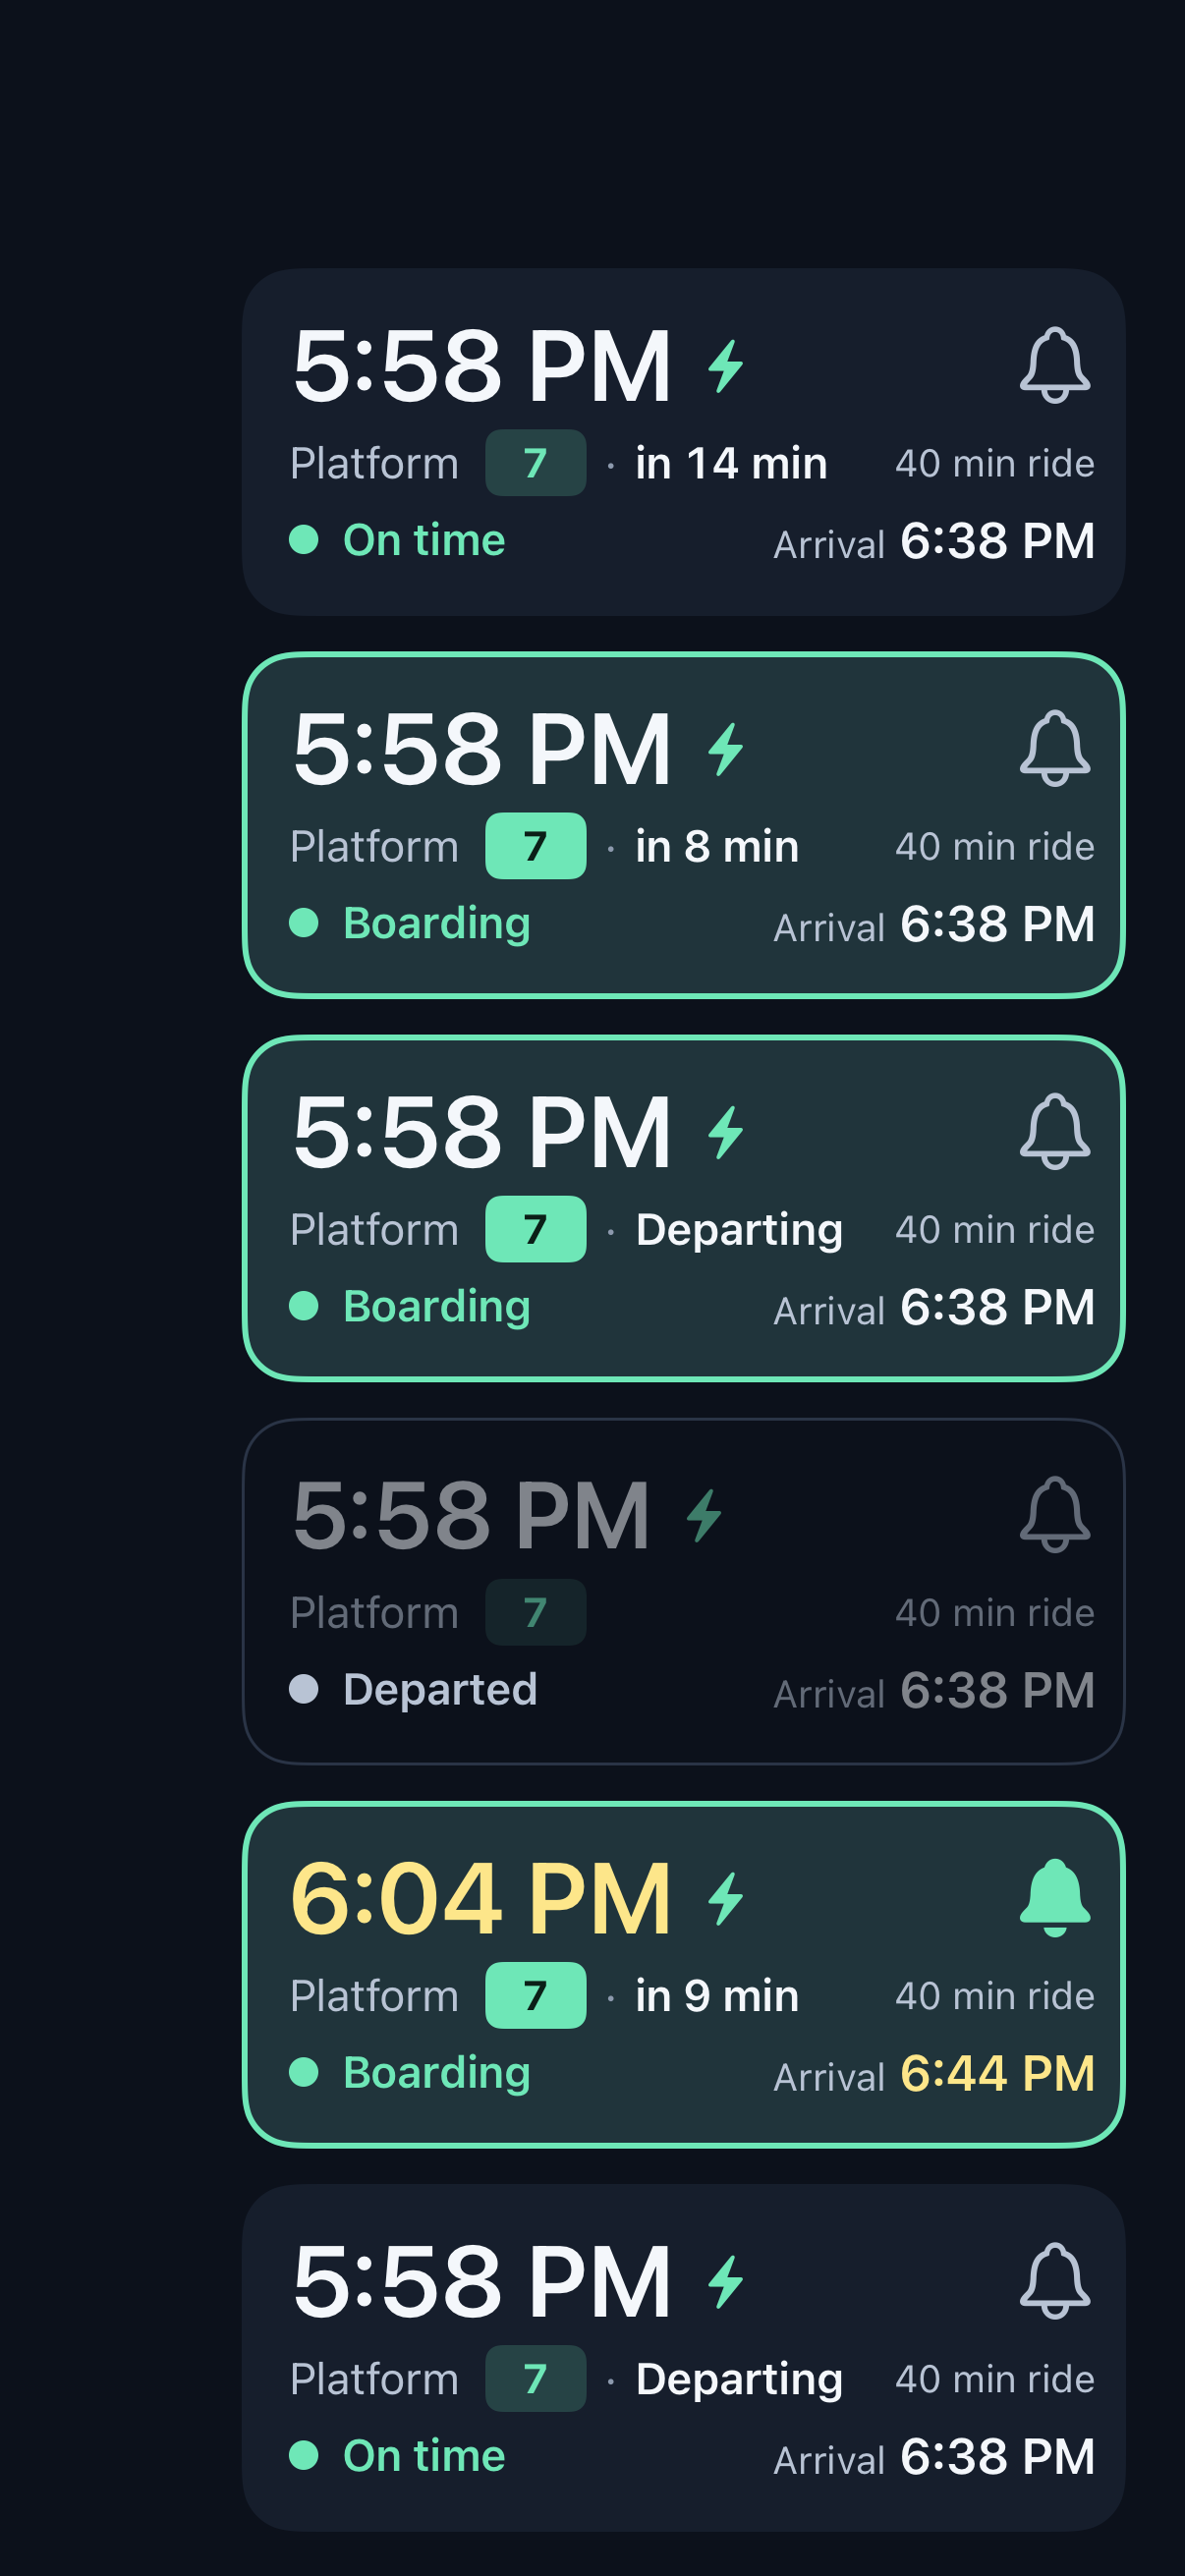 5:58 PM
Platform 7 · in 14 min 40 min ride
On time Arrival 6:38 PM
5:58 PM
Platform 7 · in 8 min 40 min ride
Boarding Arrival 6:38 PM
5:58 PM
Platform 7 · Departing 40 min ride
Boarding Arrival 6:38 PM
5:58 PM
Platform 7 40 min ride
Departed Arrival 6:38 PM
6:04 PM
Platform 7 · in 9 min 40 min ride
Boarding Arrival 6:44 PM
5:58 PM
Platform 7 · Departing 40 min ride
On time Arrival 6:38 PM